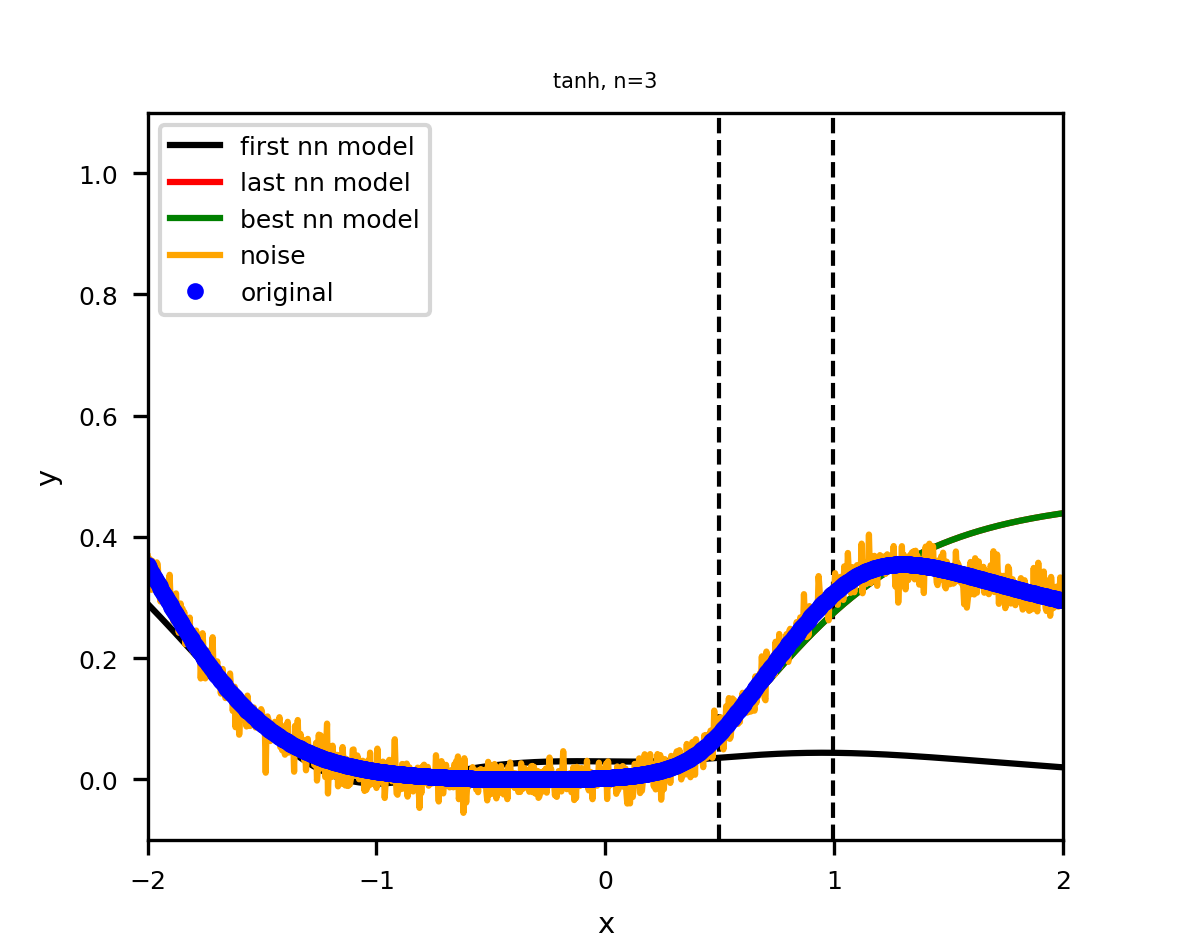 tanh, n=3
first nn model
last nn model
best nn model
noise
original
1.0
0.8
0.6
0.4
0.2
0.0
y
−2
−1
0
1
2
x